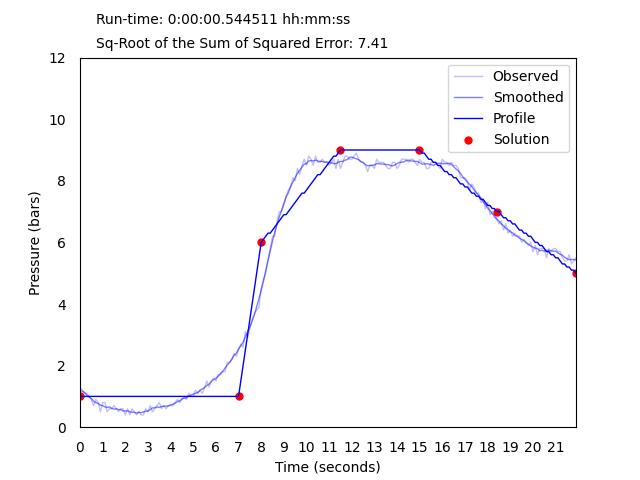 Run-time: 0:00:00.544511 hh:mm:ss
Sq-Root of the Sum of Squared Error: 7.41
12
10
8
6
4
2
0
Pressure (bars)
Observed
Smoothed
Profile
Solution
0 1 2 3 4 5 6 7 8 9 10 11 12 13 14 15 16 17 18 19 20 21
Time (seconds)